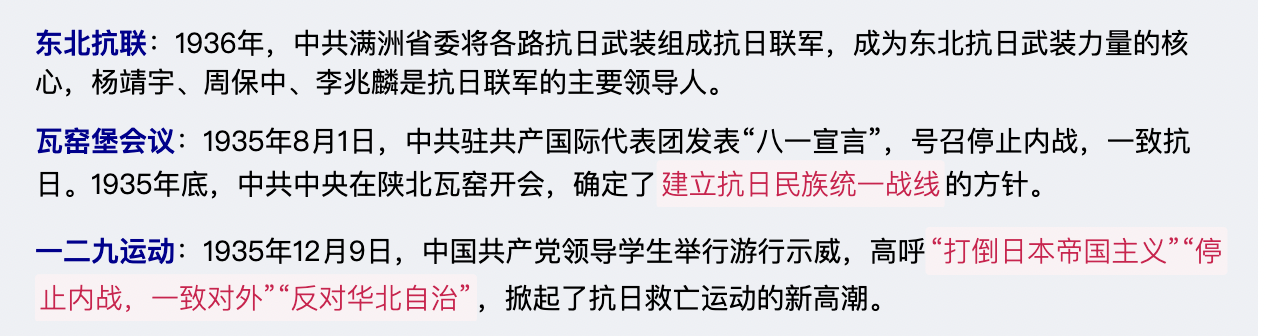 东北抗联：1936年，中共满洲省委将各路抗日武装组成抗日联军，成为东北抗日武装力量的核
心，杨靖宇、周保中、李兆麟是抗日联军的主要领导人。
瓦窑堡会议：1935年8月1日，中共驻共产国际代表团发表“八一宣言”，号召停止内战，一致抗
日。1935年底，中共中央在陕北瓦窑开会，确定了建立抗日民族统一战线的方针。
一二九运动：1935年12月9日，中国共产党领导学生举行游行示威，高呼“打倒日本帝国主义”“停
止内战，一致对外”“反对华北自治”，掀起了抗日救亡运动的新高潮。